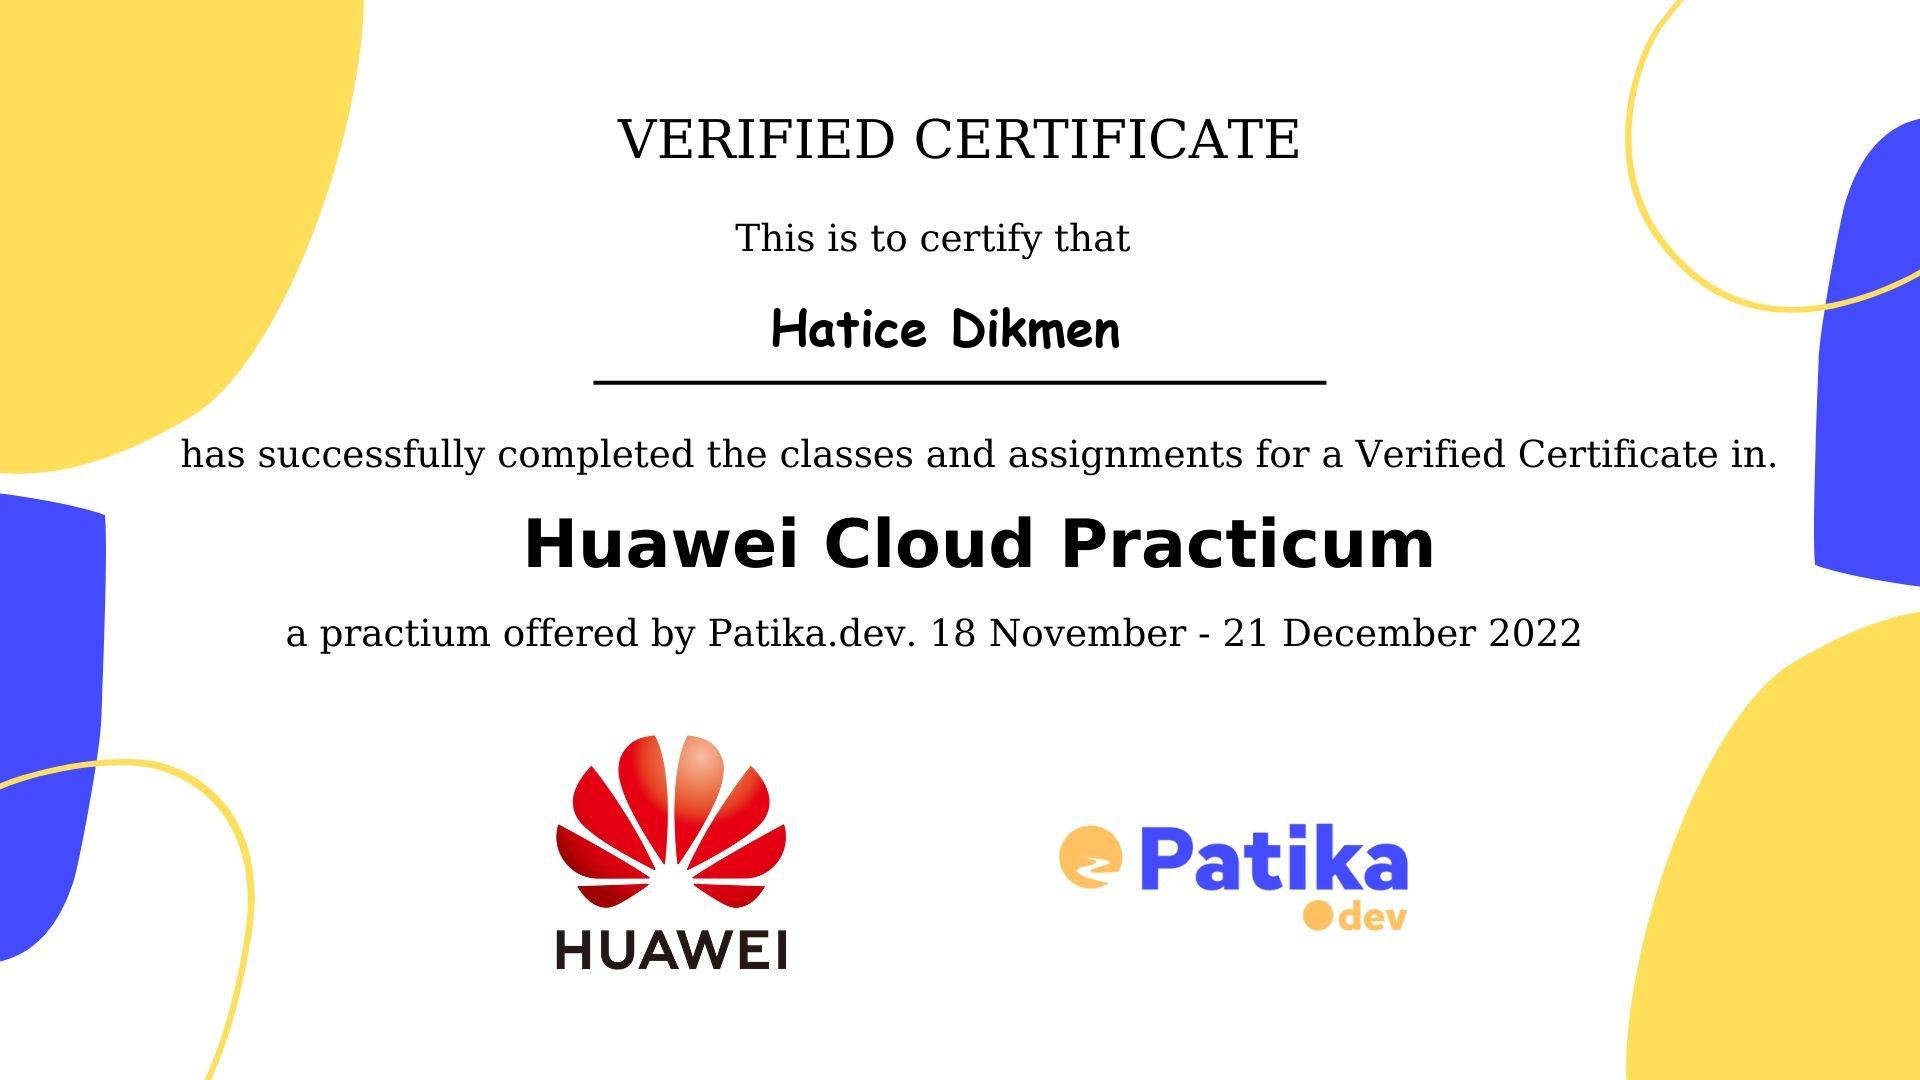 VERIFIED CERTIFICATE
This is to certify that
Hatice Dikmen
has successfully completed the classes and assignments for a Verified Certificate in.
Huawei Cloud Practicum
a practium offered by Patika.dev. 18 November - 21 December 2022
HUAWEI
Patika
dev